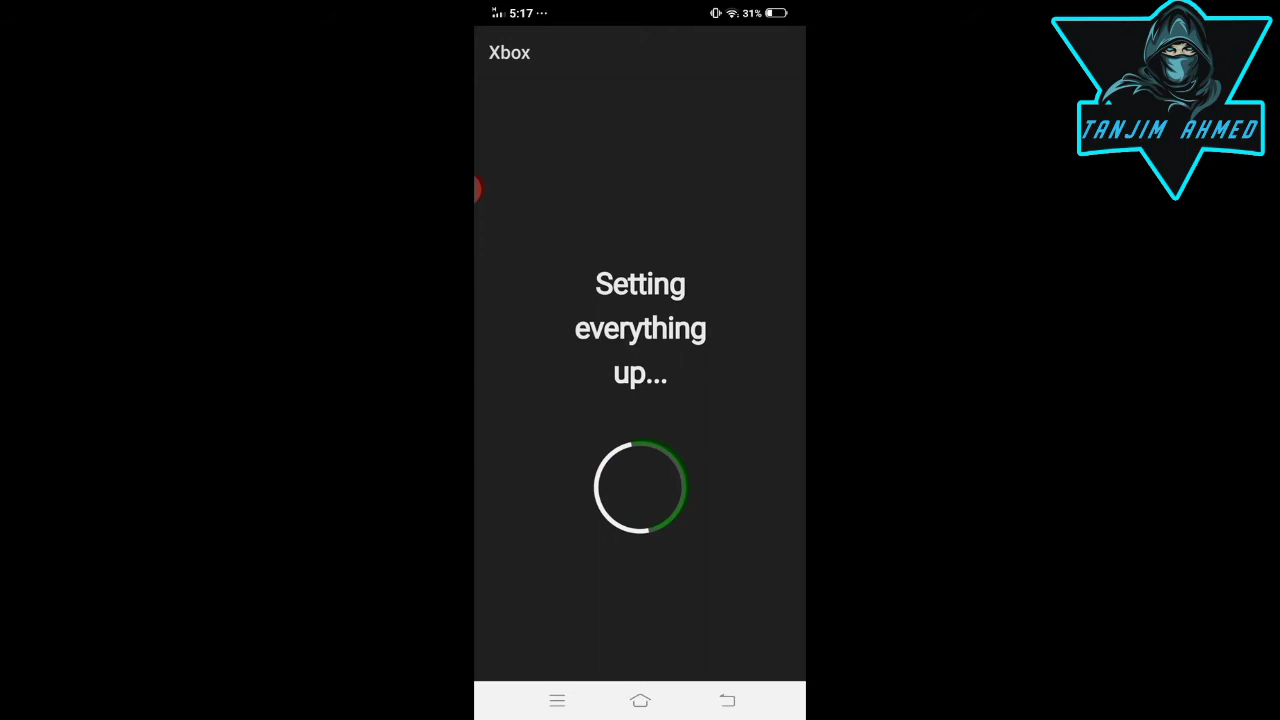 5:17 ...
31%
Xbox
TANJIM AHMED
Setting
everything
up...